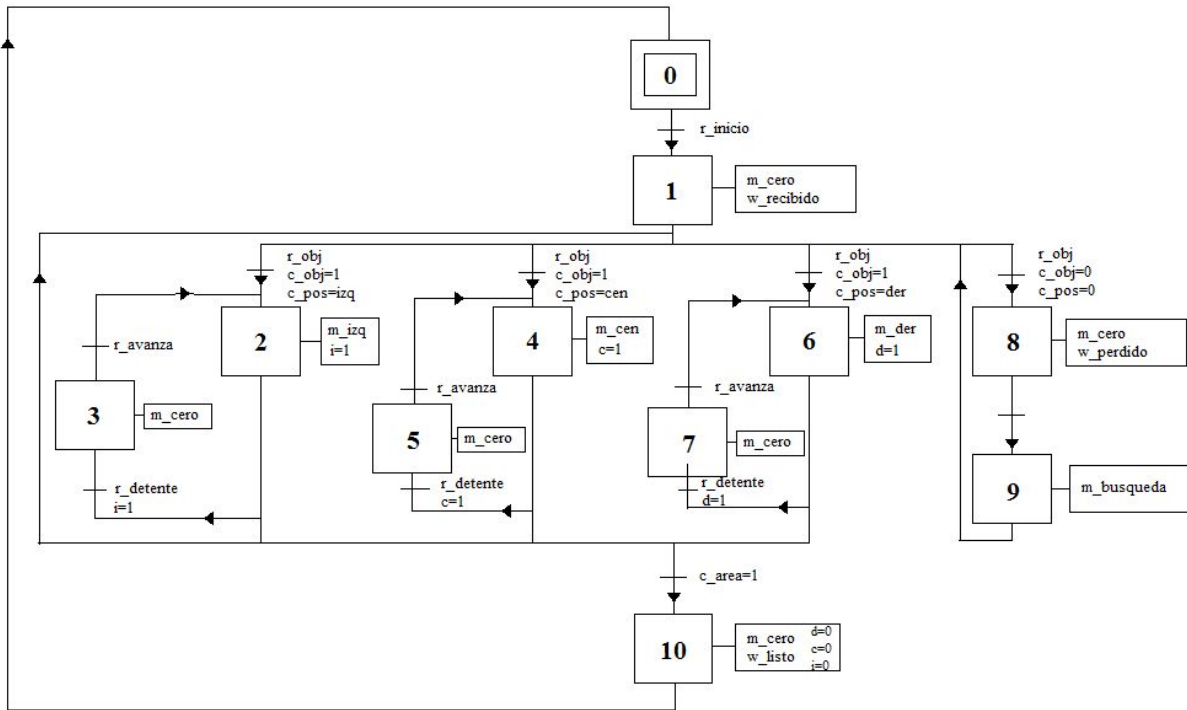 0
r_inicio
1
m_cero
w_recibido
r_obj
c_obj=1
c_pos=izq
r_obj
c_obj=1
c_pos=cen
r_obj
c_obj=1
c_pos=der
r_obj
c_obj=0
c_pos=0
2
m_izq
i=1
r_avanza
3
m_cero
r_detente
i=1
4
m_cen
c=1
r_avanza
5
m_cero
r_detente
c=1
6
m_der
d=1
r_avanza
7
m_cero
r_detente
d=1
8
m_cero
w_perdido
9
m_busqueda
c_area=1
10
m_cero
w_listo
d=0
c=0
i=0